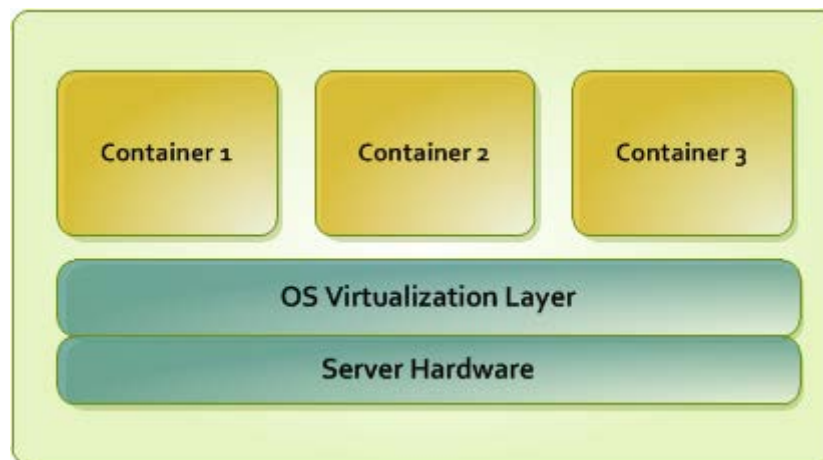 Container 1
Container 2
Container 3
OS Virtualization Layer
Server Hardware